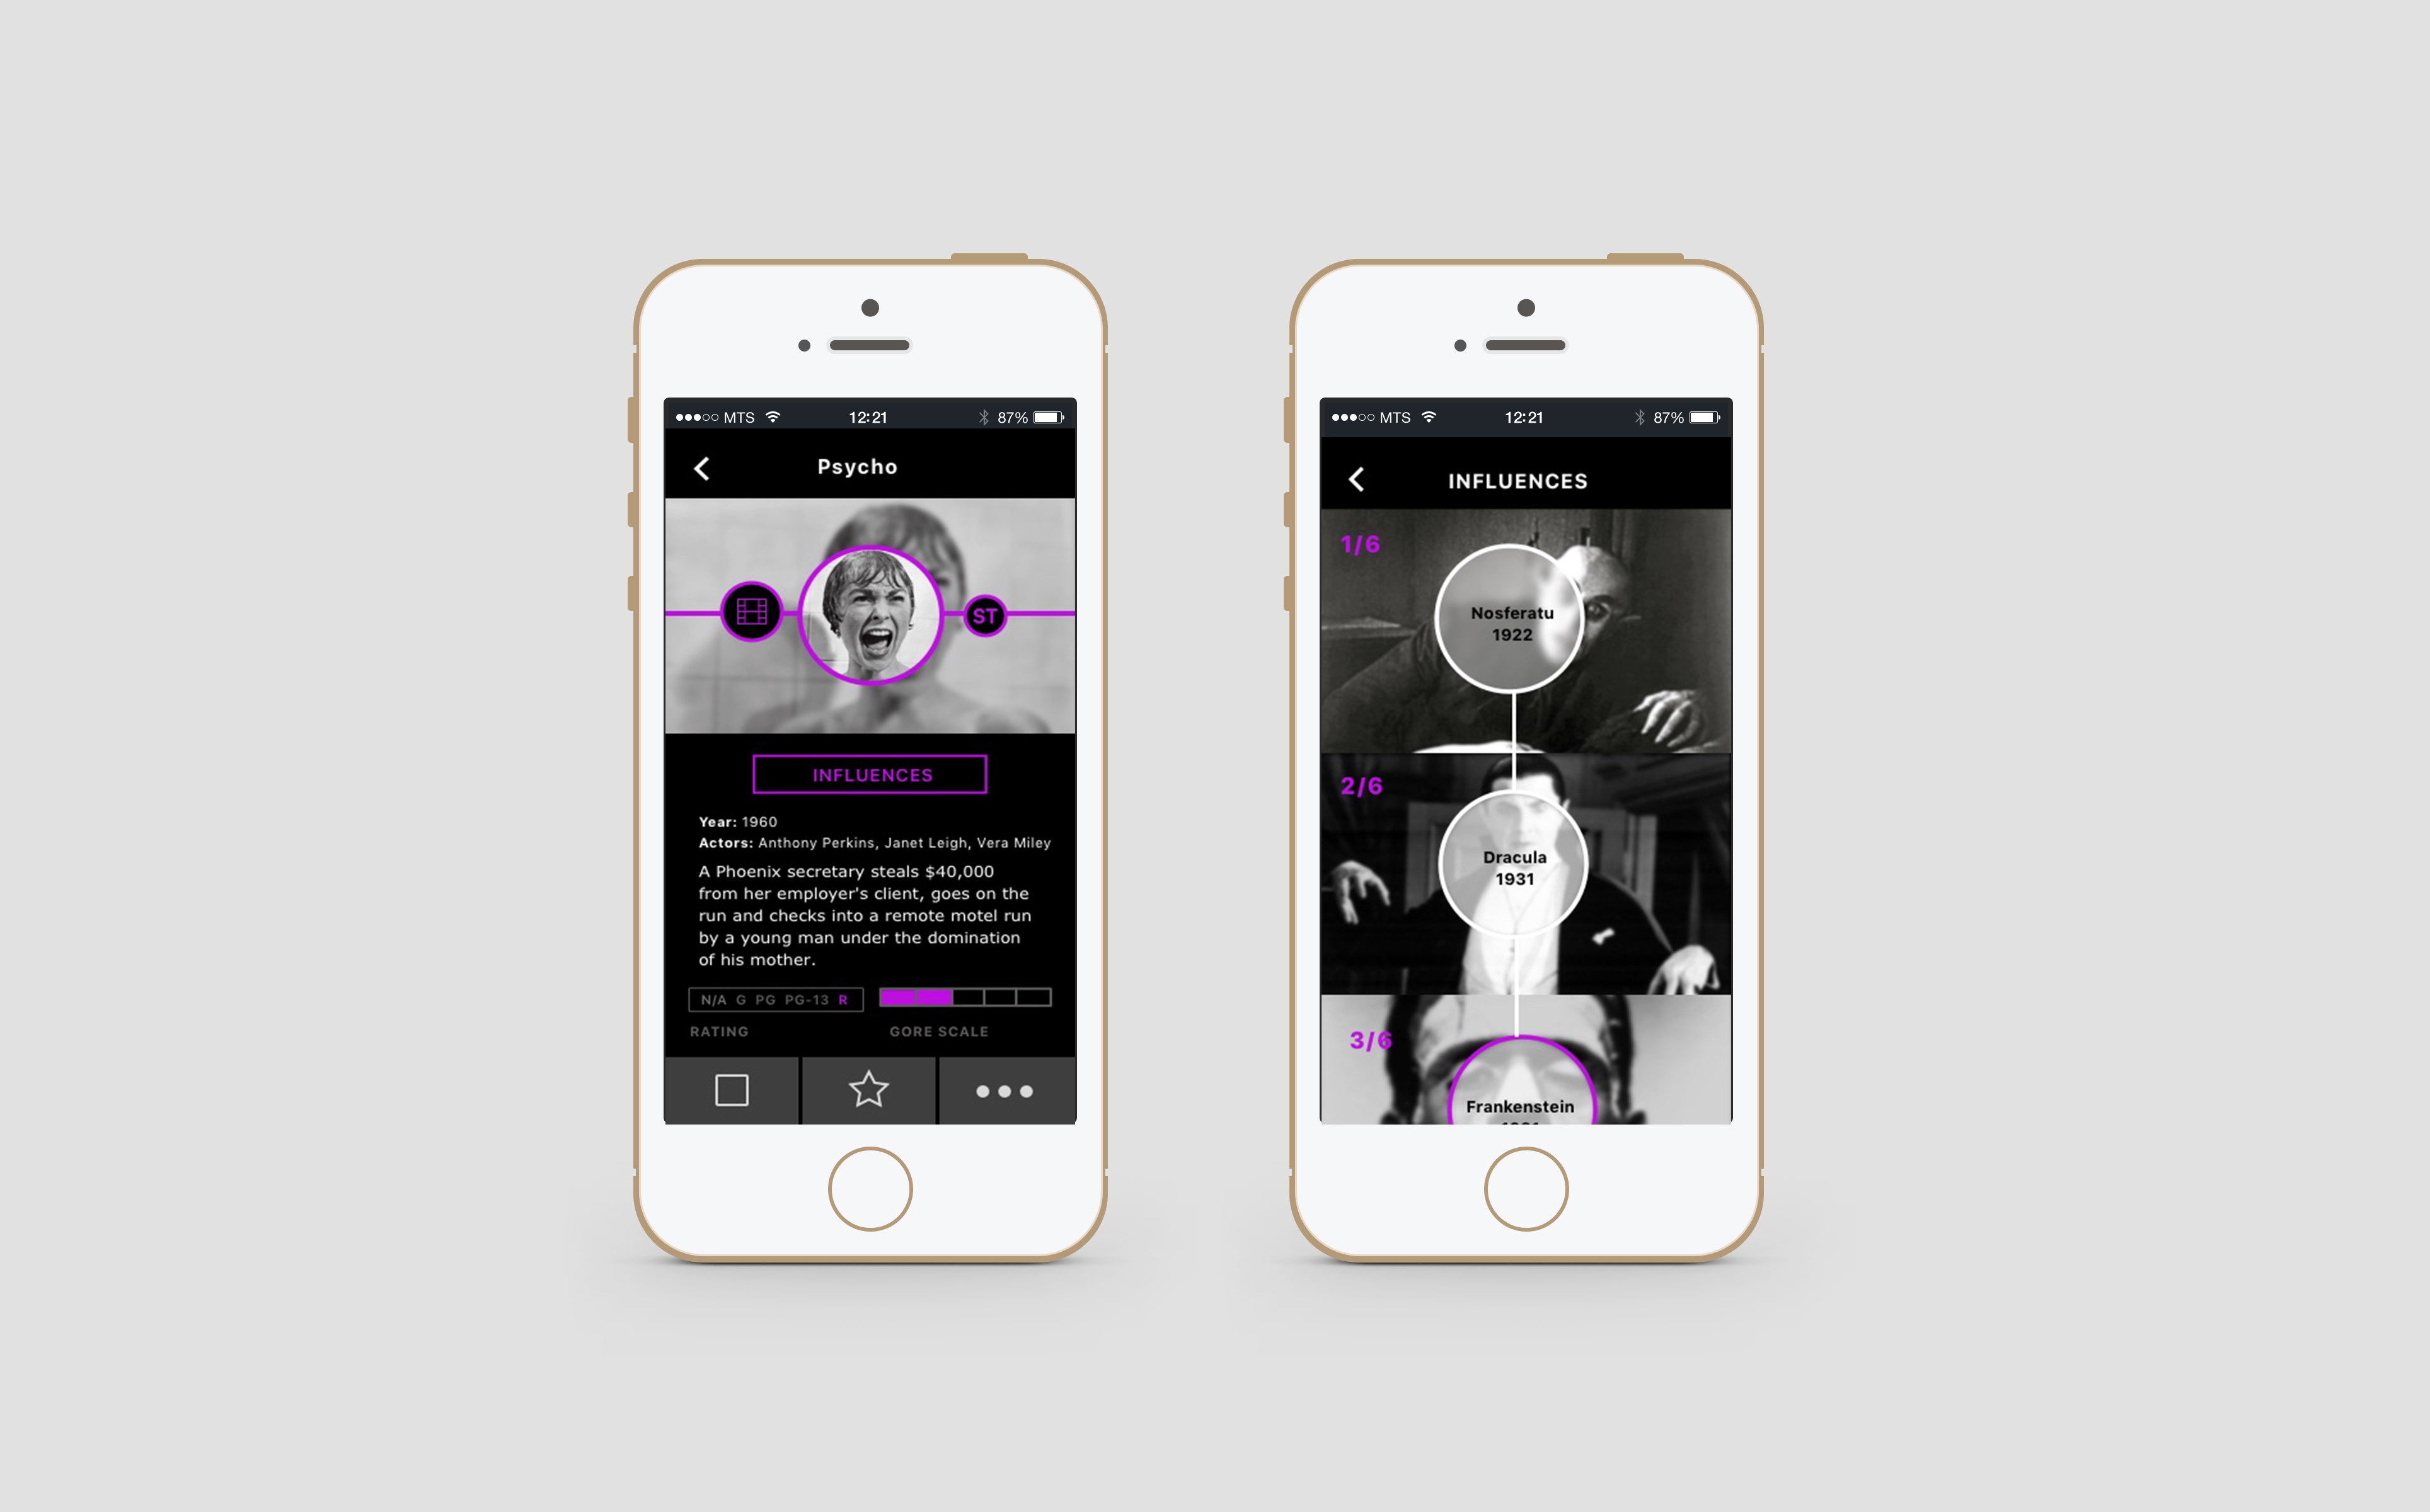 MTS 12:21 87%
Psycho
ST
INFLUENCES
Year: 1960
Actors: Anthony Perkins, Janet Leigh, Vera Miley
A Phoenix secretary steals $40,000
from her employer's client, goes on the
run and checks into a remote motel run
by a young man under the domination
of his mother.
N/A G PG PG-13 R
RATING
GORE SCALE
MTS 12:21 87%
INFLUENCES
1/6
Nosferatu
1922
2/6
Dracula
1931
3/6
Frankenstein